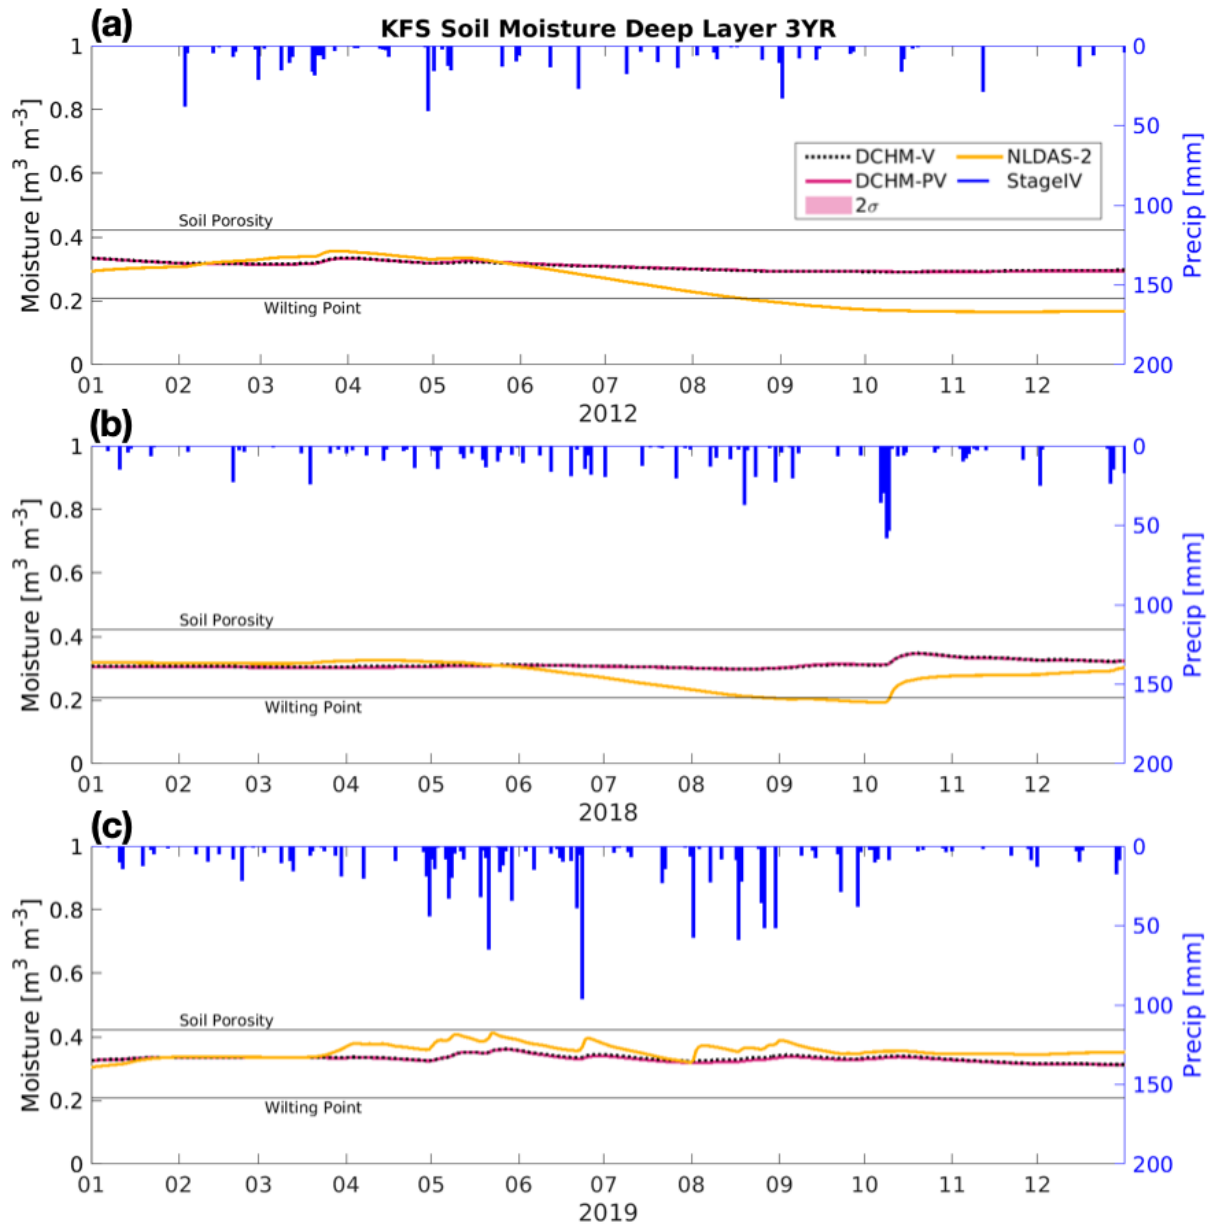 (a)
KFS Soil Moisture Deep Layer 3YR
1
0.8
0.6
0.4
0.2
0
Moisture [m³ m⁻³]
0
50
100
150
200
Precip [mm]
DCHM-V
NLDAS-2
DCHM-PV
StageIV
2σ
Soil Porosity
Wilting Point
01 02 03 04 05 06 07 08 09 10 11 12
2012
(b)
1
0.8
0.6
0.4
0.2
0
Moisture [m³ m⁻³]
0
50
100
150
200
Precip [mm]
Soil Porosity
Wilting Point
01 02 03 04 05 06 07 08 09 10 11 12
2018
(c)
1
0.8
0.6
0.4
0.2
0
Moisture [m³ m⁻³]
0
50
100
150
200
Precip [mm]
Soil Porosity
Wilting Point
01 02 03 04 05 06 07 08 09 10 11 12
2019